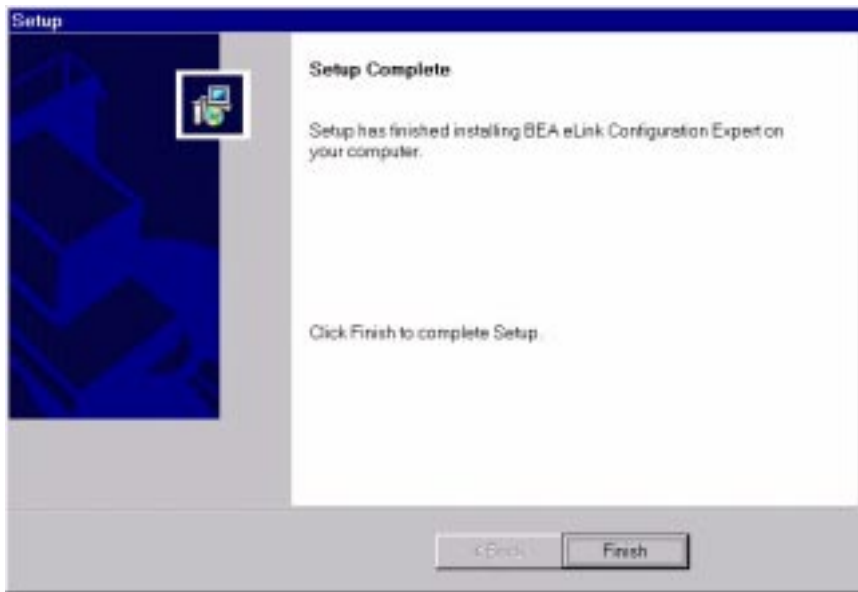 Setup
Setup Complete
Setup has finished installing BEA eLink Configuration Expert on
your computer.
Click Finish to complete Setup.
< Back
Finish